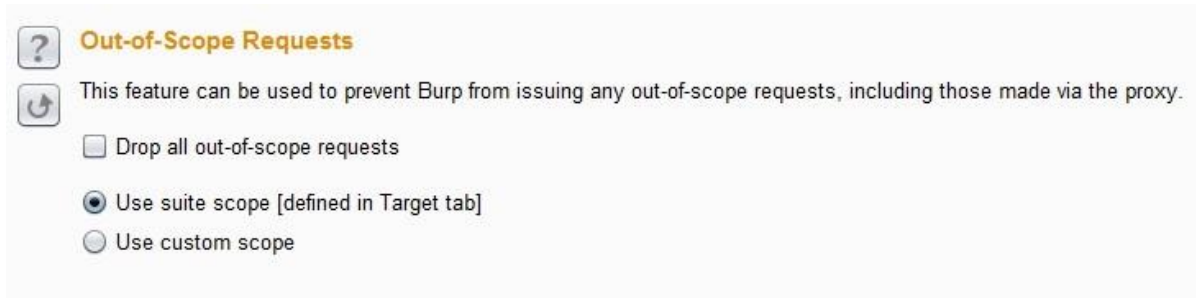 Out-of-Scope Requests
This feature can be used to prevent Burp from issuing any out-of-scope requests, including those made via the proxy.
Drop all out-of-scope requests
Use suite scope [defined in Target tab]
Use custom scope